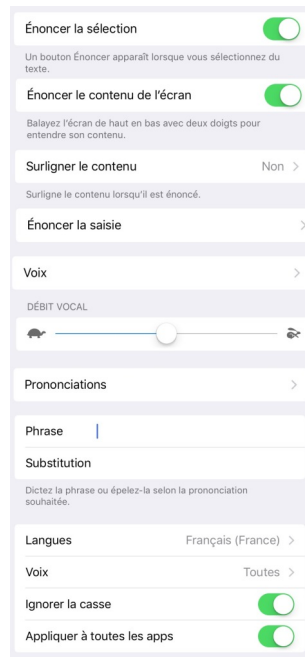 Énoncer la sélection
Un bouton Énoncer apparaît lorsque vous sélectionnez du
texte.
Énoncer le contenu de l'écran
Balayez l'écran de haut en bas avec deux doigts pour
entendre son contenu.
Surligner le contenu Non
Surligne le contenu lorsqu'il est énoncé.
Énoncer la saisie
Voix
DÉBIT VOCAL
Prononciations
Phrase
Substitution
Dictez la phrase ou épelez-la selon la prononciation
souhaitée.
Langues Français (France)
Voix Toutes
Ignorer la casse
Appliquer à toutes les apps